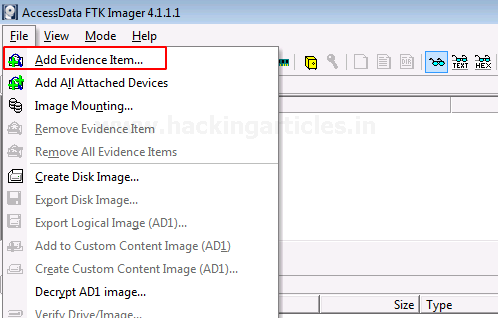 AccessData FTK Imager 4.1.1.1
File View Mode Help
Add Evidence Item...
TEXT HEX
Add All Attached Devices
Image Mounting...
www.hackingarticles.in
Remove Evidence Item
Remove All Evidence Items
Create Disk Image...
Export Disk Image...
Export Logical Image (AD1)...
Add to Custom Content Image (AD1)
Create Custom Content Image (AD1)...
Decrypt AD1 image...
Size Type
Verify Drive/Image...